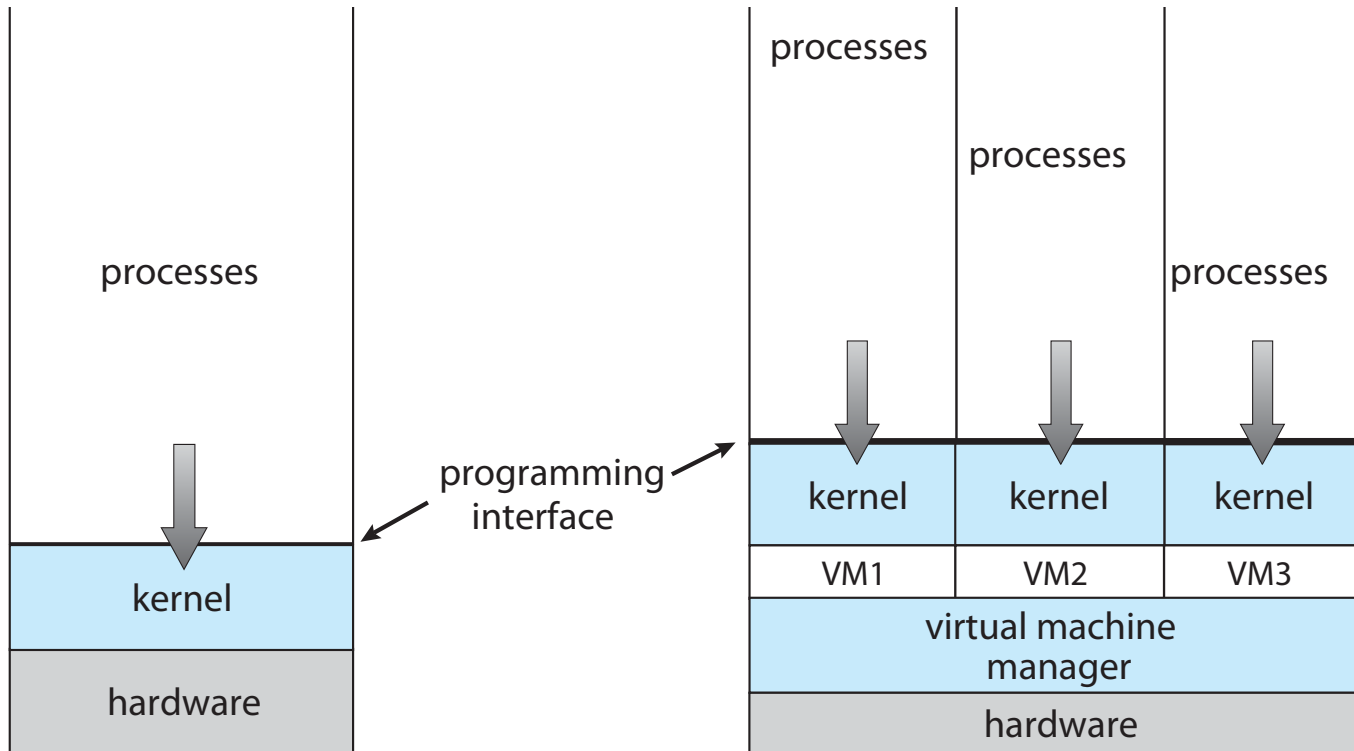 processes
kernel
hardware
programming
interface
processes
processes
processes
kernel
kernel
kernel
VM1
VM2
VM3
virtual machine
manager
hardware